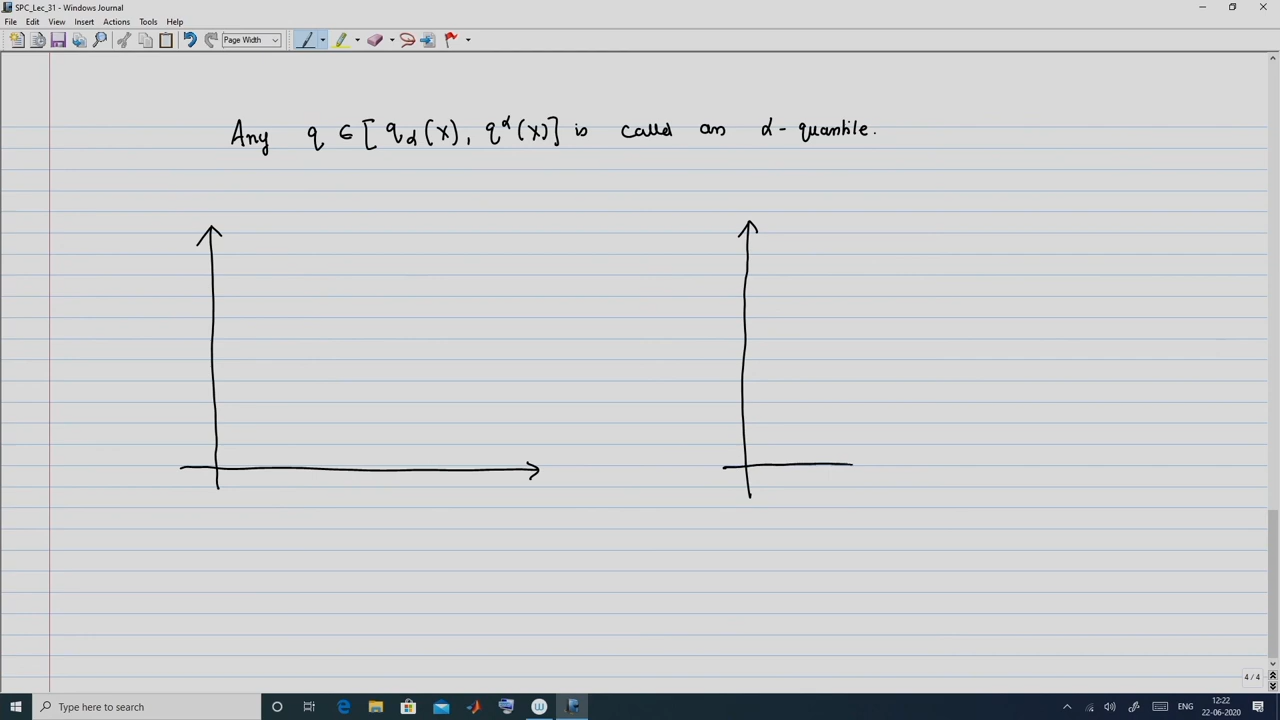 SPC_Lec_31 - Windows Journal
File Edit View Insert Actions Tools Help
Page Width
Any q ∈ [q_α(X), q^α(X)] is called an α-quantile.
4 / 4
Type here to search
ENG
12:22
22-06-2020